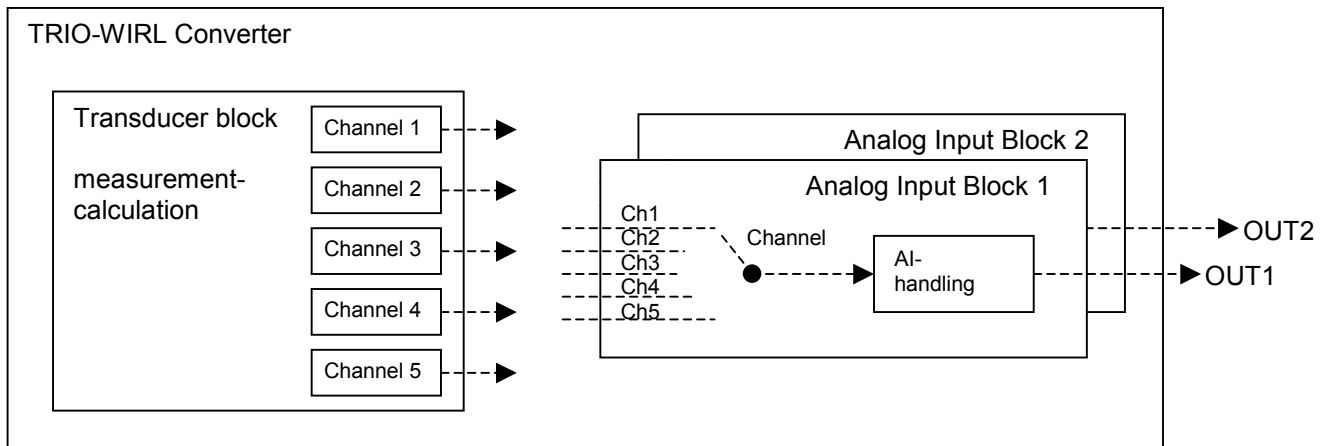 TRIO-WIRL Converter
Transducer block
measurement-
calculation
Channel 1
Channel 2
Channel 3
Channel 4
Channel 5
Analog Input Block 2
Analog Input Block 1
Ch1
Ch2
Ch3
Ch4
Ch5
Channel
AI-
handling
OUT2
OUT1